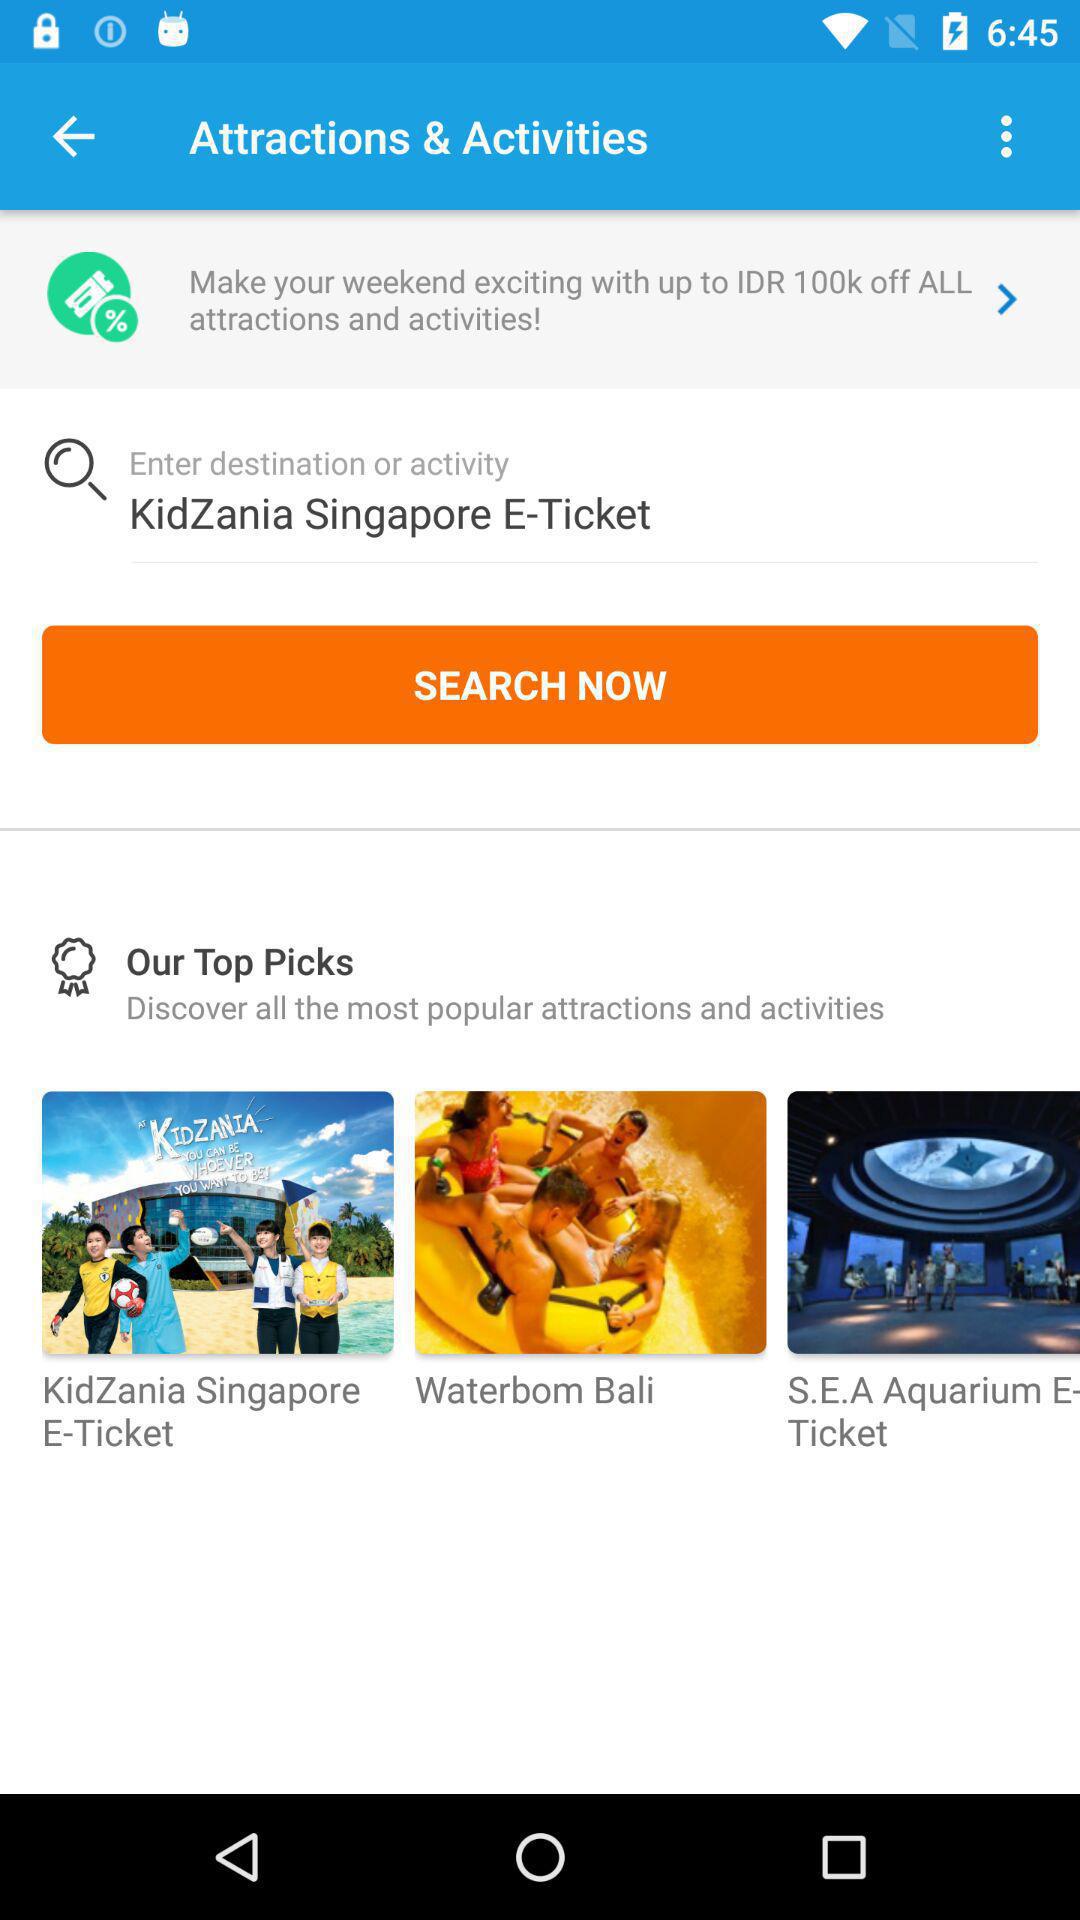 6:45
Attractions & Activities
Make your weekend exciting with up to IDR 100k off ALL
attractions and activities!
Enter destination or activity
KidZania Singapore E-Ticket
SEARCH NOW
Our Top Picks
Discover all the most popular attractions and activities
AT KIDZANIA.
YOU CAN BE
WHOEVER
YOU WANT TO BE!
KidZania Singapore
E-Ticket
Waterbom Bali
S.E.A Aquarium E-
Ticket